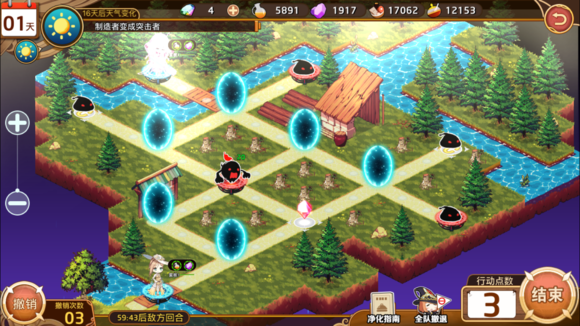 01天
16天后天气变化
制造者变成突击者
4
5891
1917
17062
12153
撤销
撤销次数
03
59:43后敌方回合
净化指南
全队撤退
行动点数
3
结束